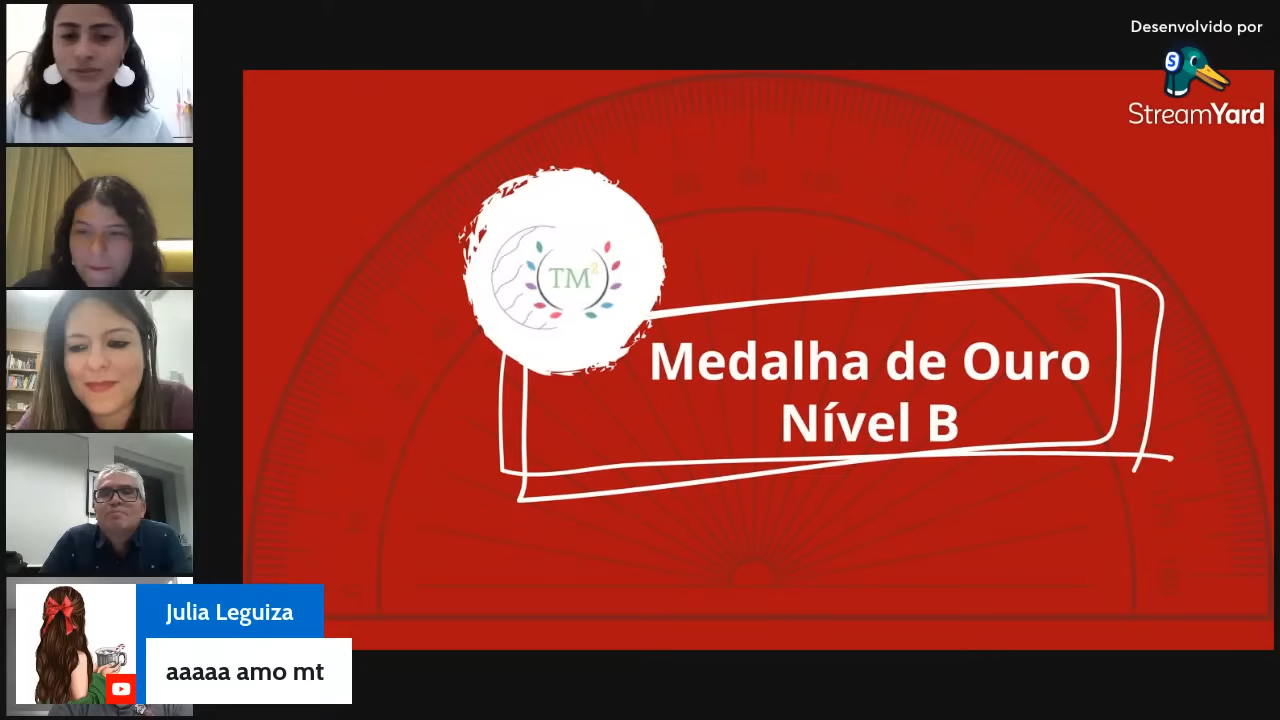 Desenvolvido por
S
StreamYard
TM²
Medalha de Ouro
Nível B
Julia Leguiza
aaaaa amo mt